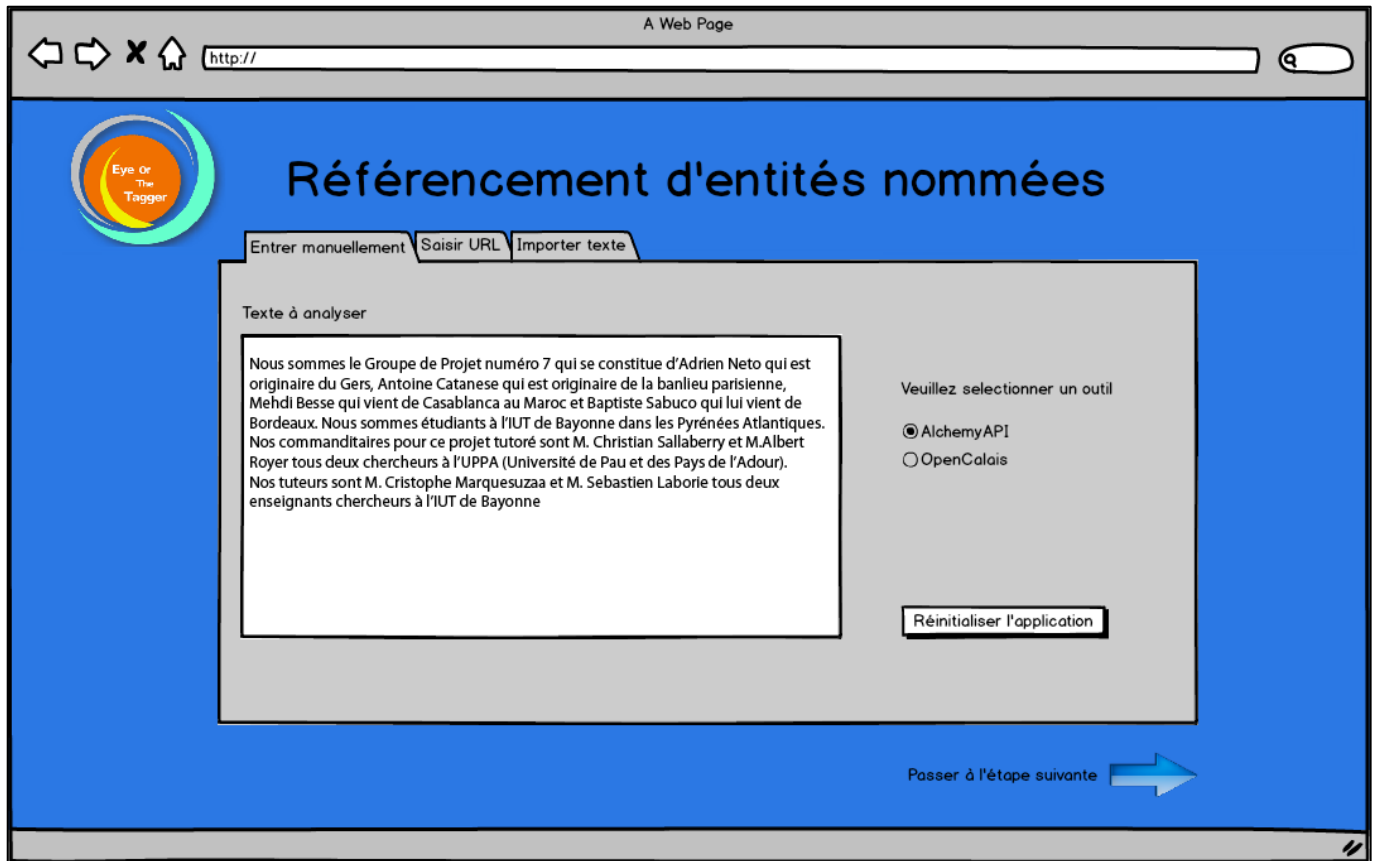 A Web Page
http://
Eye Of
The
Tagger
Référencement d'entités nommées
Entrer manuellement
Saisir URL
Importer texte
Texte à analyser
Nous sommes le Groupe de Projet numéro 7 qui se constitue d’Adrien Neto qui est
originaire du Gers, Antoine Catanese qui est originaire de la banlieu parisienne,
Mehdi Besse qui vient de Casablanca au Maroc et Baptiste Sabuco qui lui vient de
Bordeaux. Nous sommes étudiants à l’IUT de Bayonne dans les Pyrénées Atlantiques.
Nos commanditaires pour ce projet tutoré sont M. Christian Sallaberry et M.Albert
Royer tous deux chercheurs à l’UPPA (Université de Pau et des Pays de l’Adour).
Nos tuteurs sont M. Cristophe Marquesuzaa et M. Sebastien Laborie tous deux
enseignants chercheurs à l’IUT de Bayonne
Veuillez selectionner un outil
AlchemyAPI
OpenCalais
Réinitialiser l'application
Passer à l'étape suivante